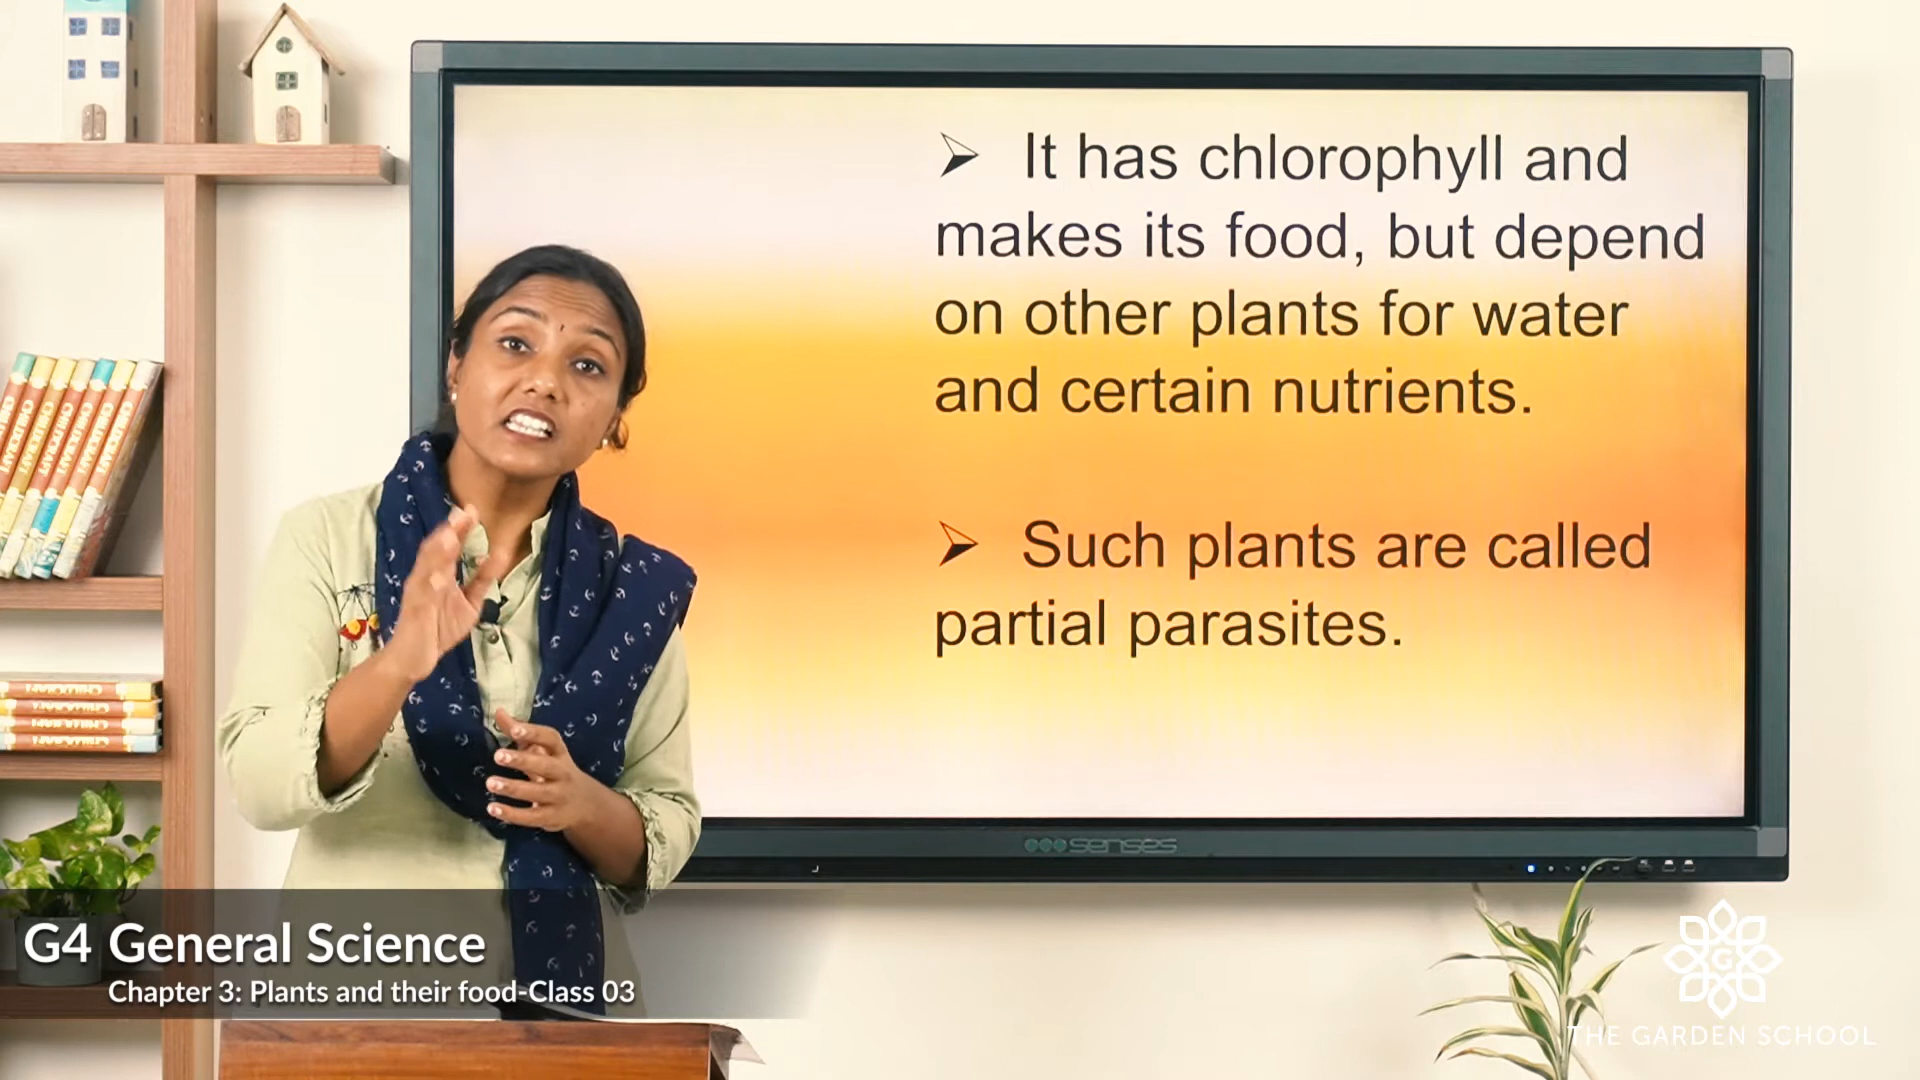 ➢ It has chlorophyll and
makes its food, but depend
on other plants for water
and certain nutrients.
➢ Such plants are called
partial parasites.
senses
G4 General Science
Chapter 3: Plants and their food-Class 03
G
THE GARDEN SCHOOL